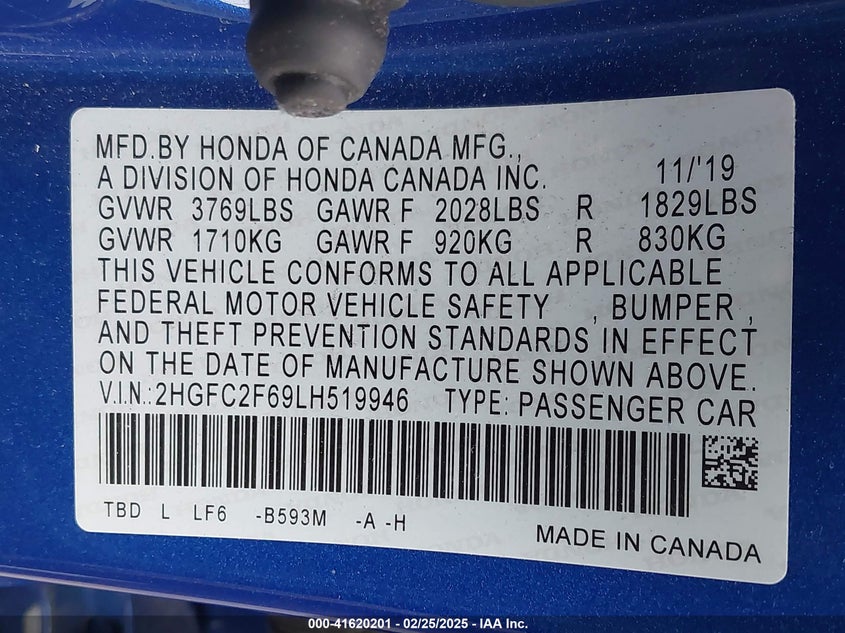 MFD.BY HONDA OF CANADA MFG.,
A DIVISION OF HONDA CANADA INC. 11/'19
GVWR 3769LBS GAWR F 2028LBS R 1829LBS
GVWR 1710KG GAWR F 920KG R 830KG
THIS VEHICLE CONFORMS TO ALL APPLICABLE
FEDERAL MOTOR VEHICLE SAFETY , BUMPER ,
AND THEFT PREVENTION STANDARDS IN EFFECT
ON THE DATE OF MANUFACTURE SHOWN ABOVE.
V.I.N.: 2HGFC2F69LH519946 TYPE: PASSENGER CAR
TBD L LF6 -B593M -A -H
MADE IN CANADA
000-41620201 - 02/25/2025 - IAA Inc.